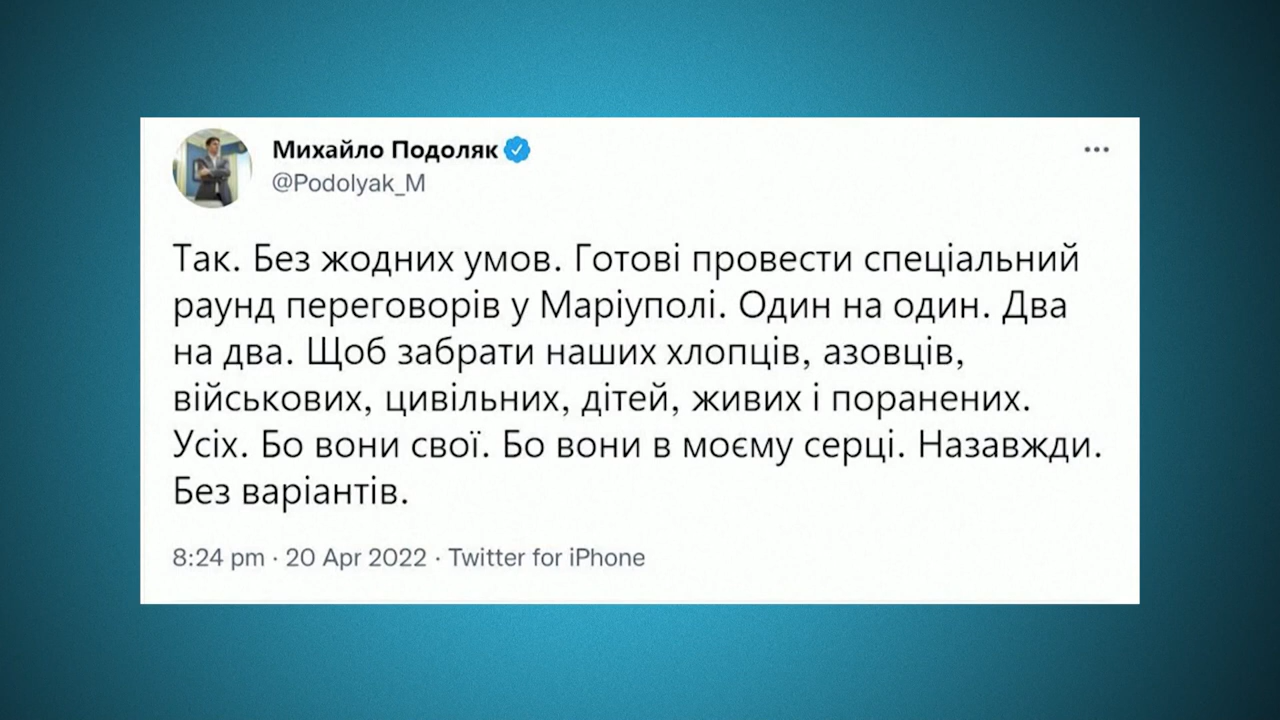 Михайло Подоляк
@Podolyak_M
Так. Без жодних умов. Готові провести спеціальний
раунд переговорів у Маріуполі. Один на один. Два
на два. Щоб забрати наших хлопців, азовців,
військових, цивільних, дітей, живих і поранених.
Усіх. Бо вони свої. Бо вони в моєму серці. Назавжди.
Без варіантів.
8:24 pm · 20 Apr 2022 · Twitter for iPhone